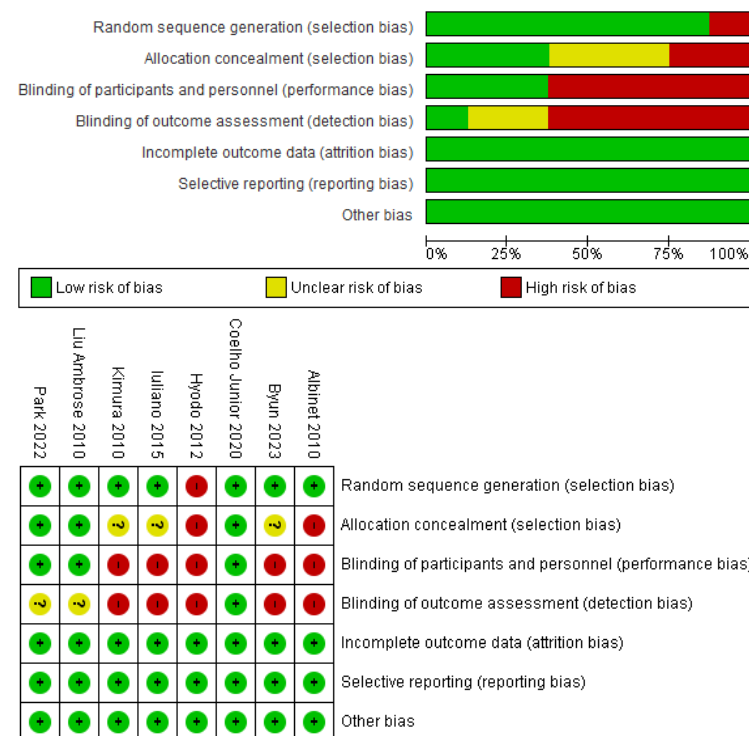 Random sequence generation (selection bias)
Allocation concealment (selection bias)
Blinding of participants and personnel (performance bias)
Blinding of outcome assessment (detection bias)
Incomplete outcome data (attrition bias)
Selective reporting (reporting bias)
Other bias
0% 25% 50% 75% 100%
Low risk of bias Unclear risk of bias High risk of bias
Park 2022
Liu Ambrose 2010
Kimura 2010
Iuliano 2015
Hyodo 2012
Coelho Junior 2020
Byun 2023
Albinet 2010
+ + + + - + + + Random sequence generation (selection bias)
+ + ? ? - + ? - Allocation concealment (selection bias)
+ + - - - + - - Blinding of participants and personnel (performance bias)
? ? - - - + - - Blinding of outcome assessment (detection bias)
+ + + + + + + + Incomplete outcome data (attrition bias)
+ + + + + + + + Selective reporting (reporting bias)
+ + + + + + + + Other bias